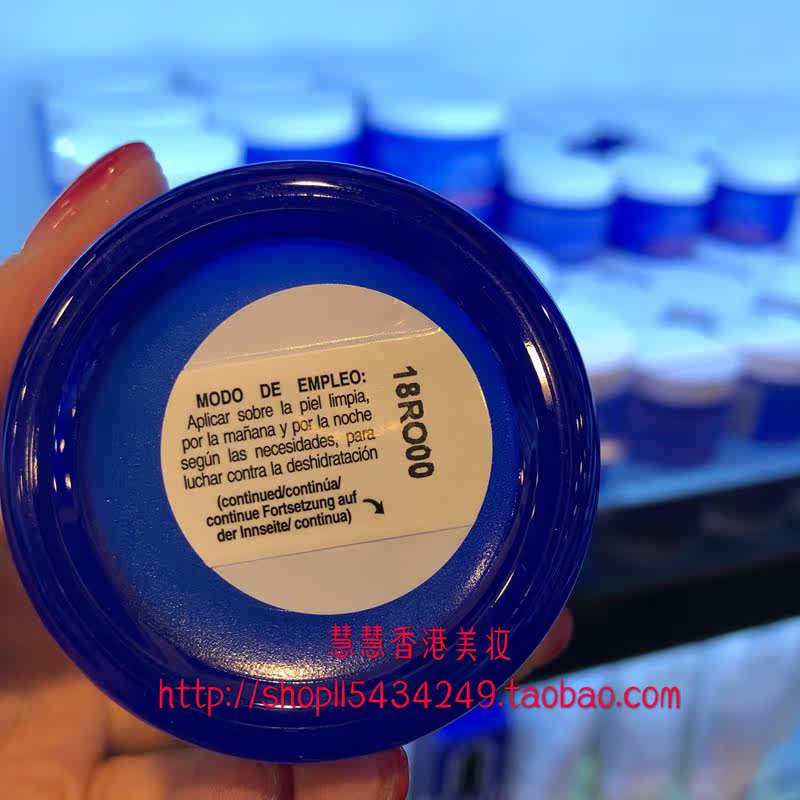 MODO DE EMPLEO:
Aplicar sobre la piel limpia,
por la mañana y por la noche
según las necesidades, para
luchar contra la deshidratación
(continued/continúa/
continue Fortsetzung auf
der Innseite/ continua)
18RO00
慧慧香港美妆
http://shop115434249.taobao.com